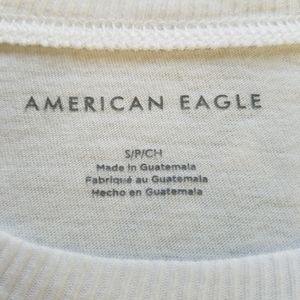 AMERICAN EAGLE
S/P/CH
Made in Guatemala
Fabriqué au Guatemala
Hecho en Guatemala